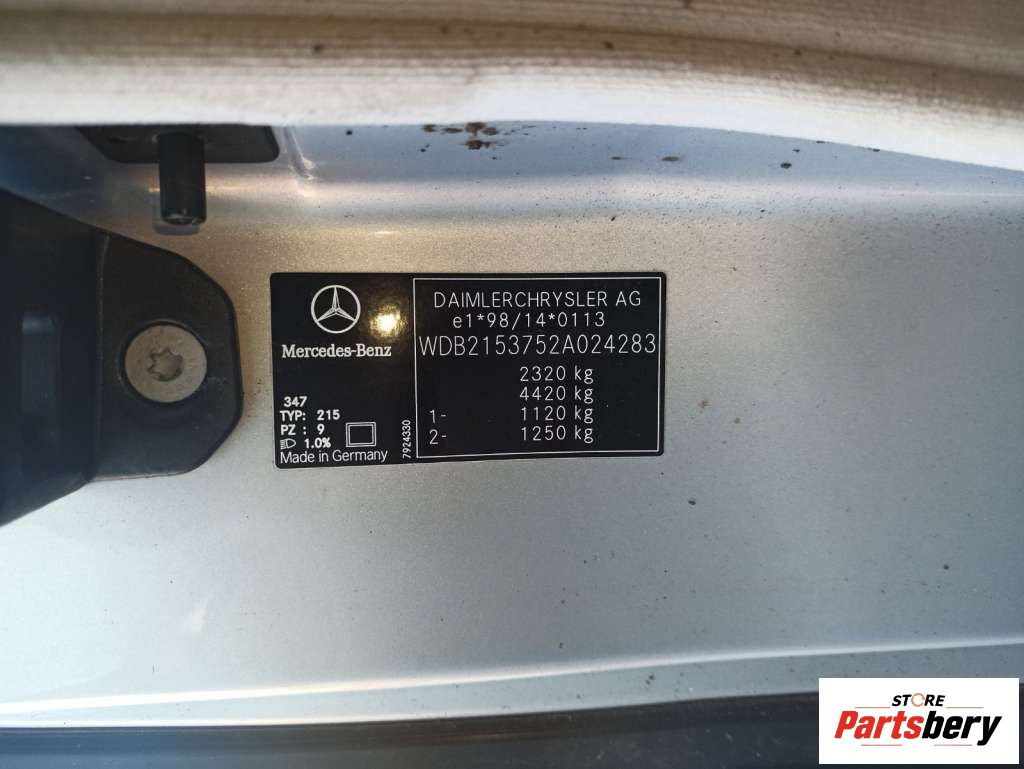 Mercedes-Benz
347
TYP: 215
PZ : 9
1.0%
Made in Germany
7924330
DAIMLERCHRYSLER AG
e1*98/14*0113
WDB2153752A024283
2320 kg
4420 kg
1- 1120 kg
2- 1250 kg
STORE
Partsbery